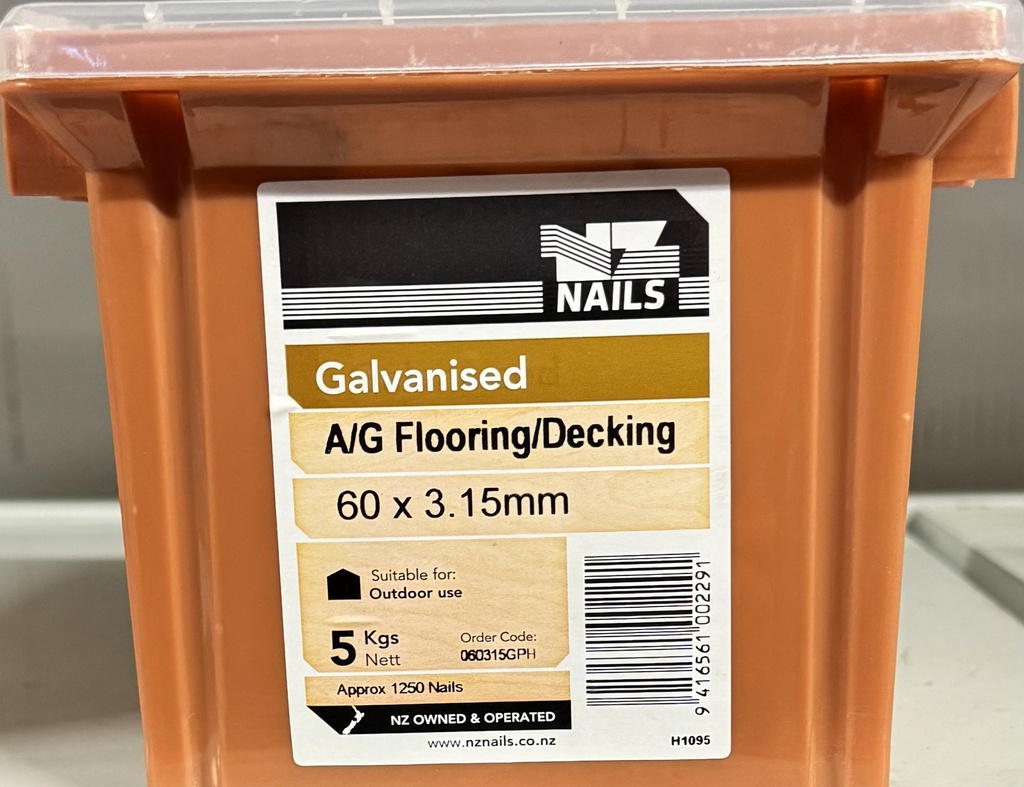 NZ
NAILS
Galvanised
A/G Flooring/Decking
60 x 3.15mm
Suitable for:
Outdoor use
5 Kgs
Nett
Order Code:
060315GPH
Approx 1250 Nails
NZ OWNED & OPERATED
www.nznails.co.nz
9 416561 002291
H1095